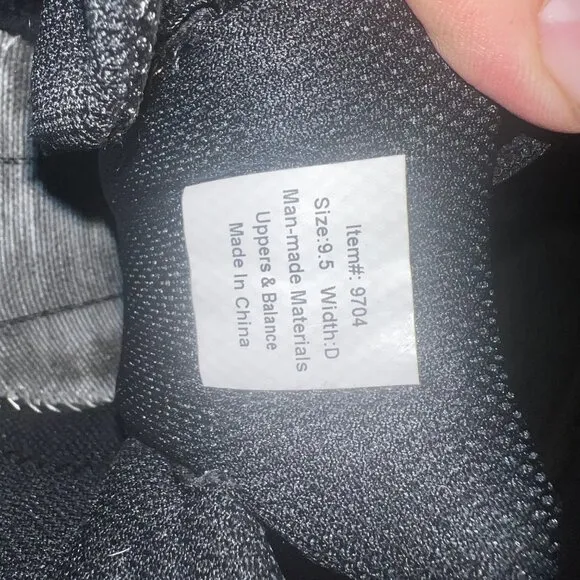 Item#: 9704
Size:9.5 Width:D
Man-made Materials
Uppers & Balance
Made In China